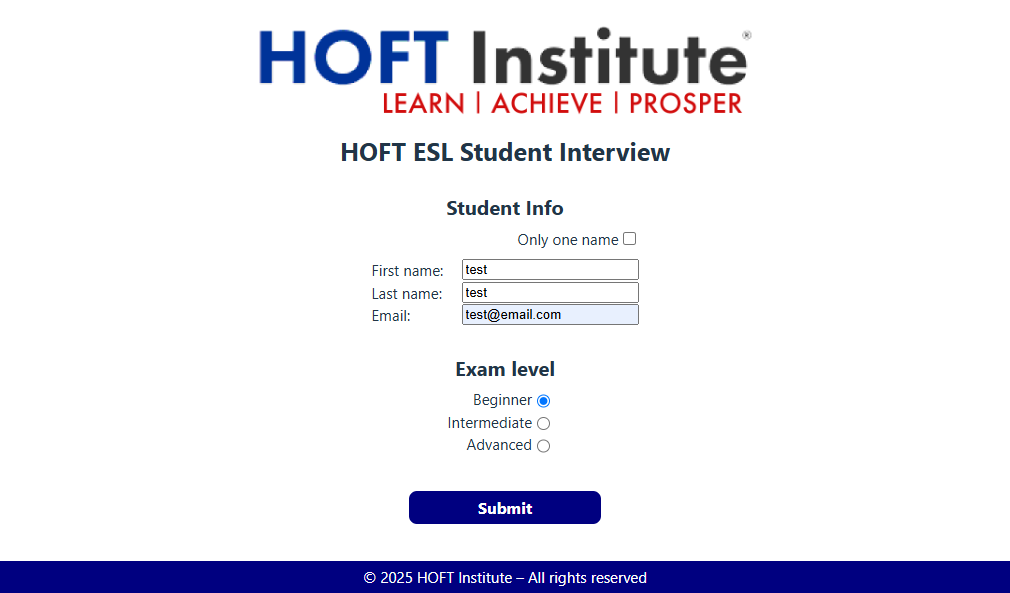 HOFT Institute®
LEARN | ACHIEVE | PROSPER
HOFT ESL Student Interview
Student Info
Only one name
First name: test
Last name: test
Email: test@email.com
Exam level
Beginner
Intermediate
Advanced
Submit
© 2025 HOFT Institute – All rights reserved